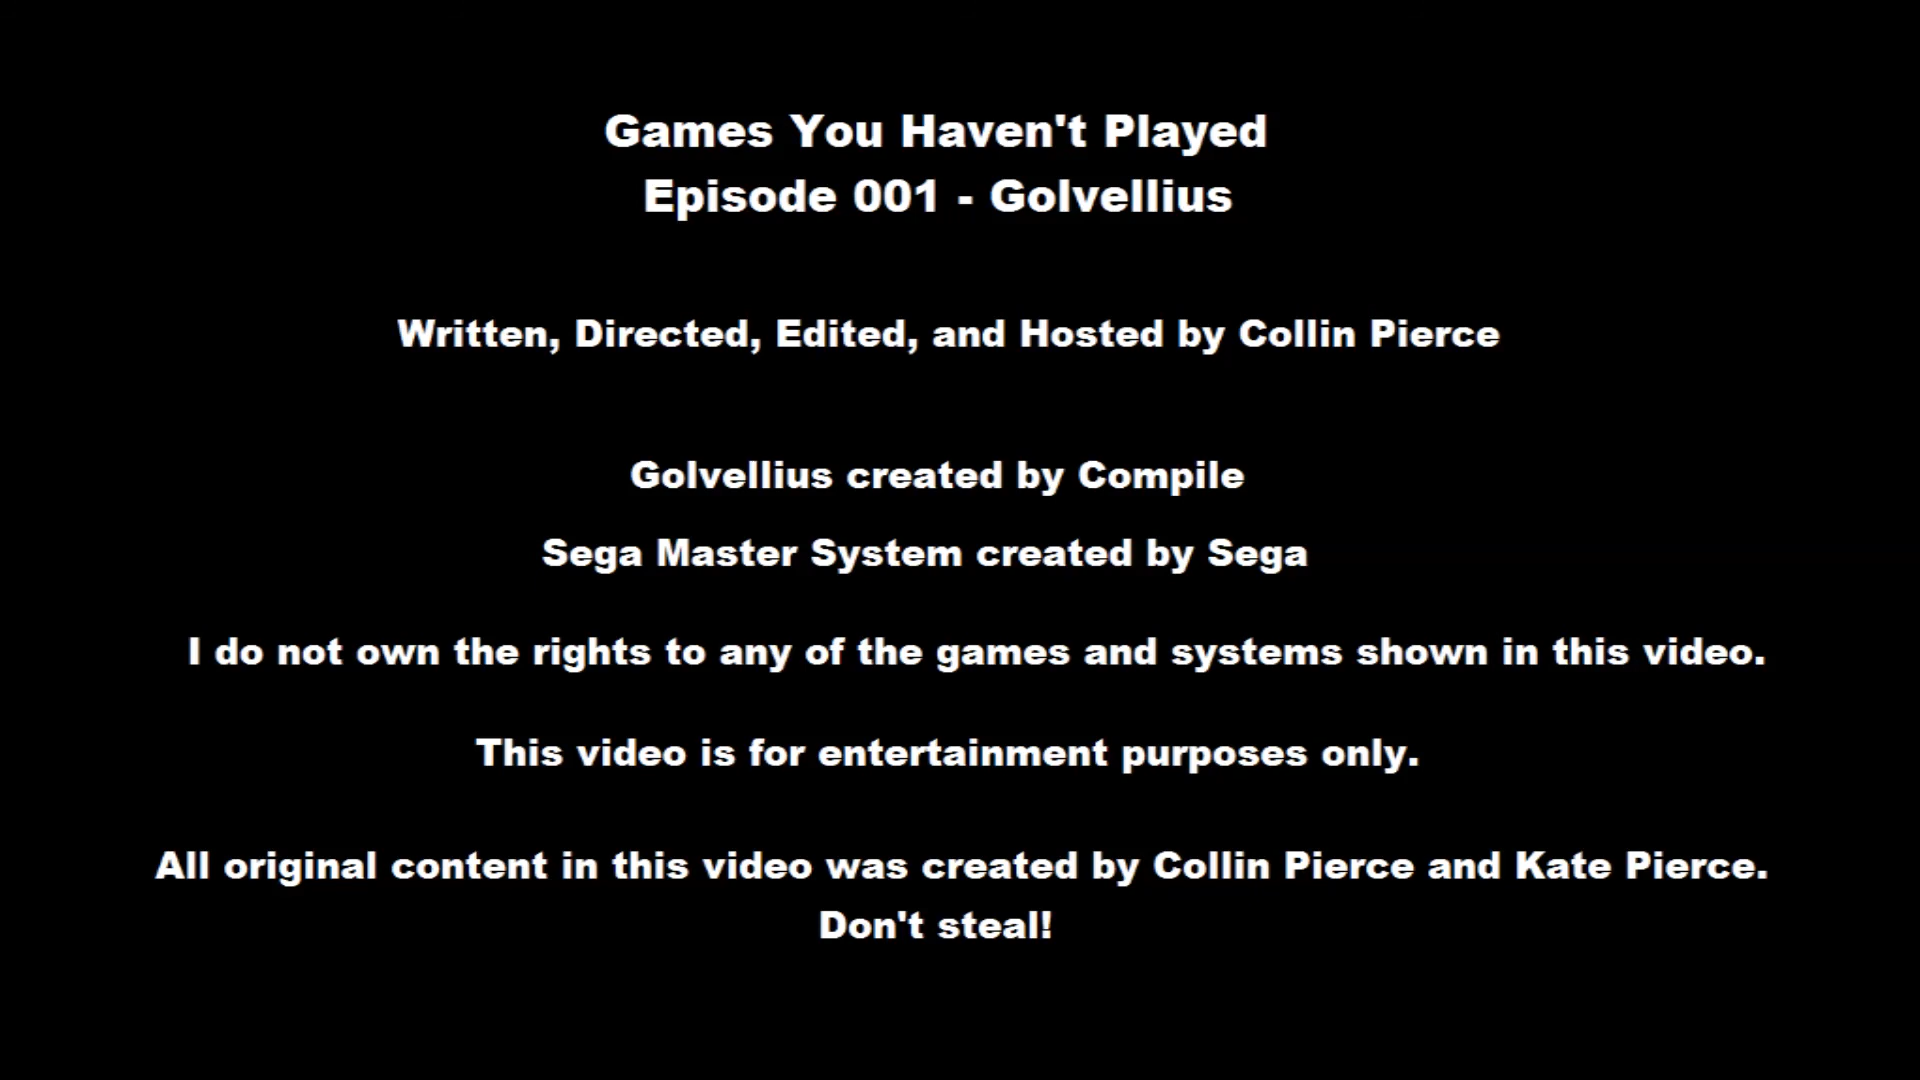 Games You Haven't Played
Episode 001 - Golvellius
Written, Directed, Edited, and Hosted by Collin Pierce
Golvellius created by Compile
Sega Master System created by Sega
I do not own the rights to any of the games and systems shown in this video.
This video is for entertainment purposes only.
All original content in this video was created by Collin Pierce and Kate Pierce.
Don't steal!